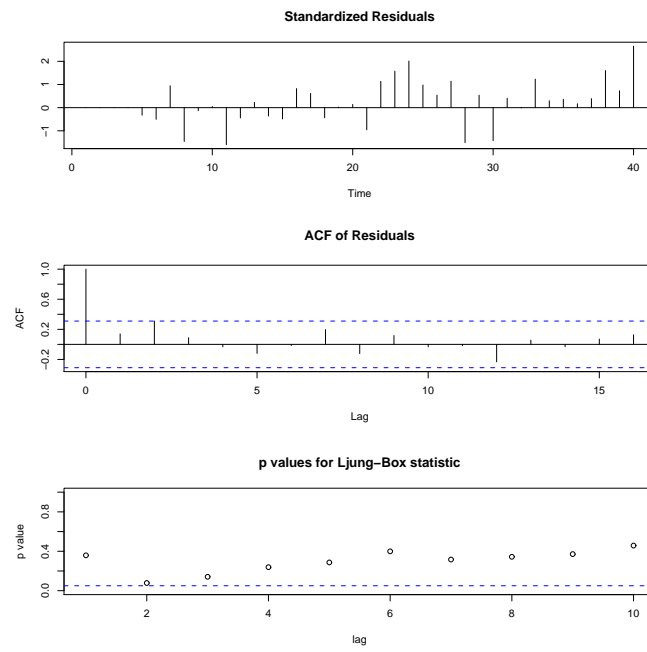 Standardized Residuals
2
1
0
−1
0 10 20 30 40
Time
ACF of Residuals
ACF
1.0
0.6
0.2
−0.2
0 5 10 15
Lag
p values for Ljung−Box statistic
p value
0.8
0.4
0.0
2 4 6 8 10
lag